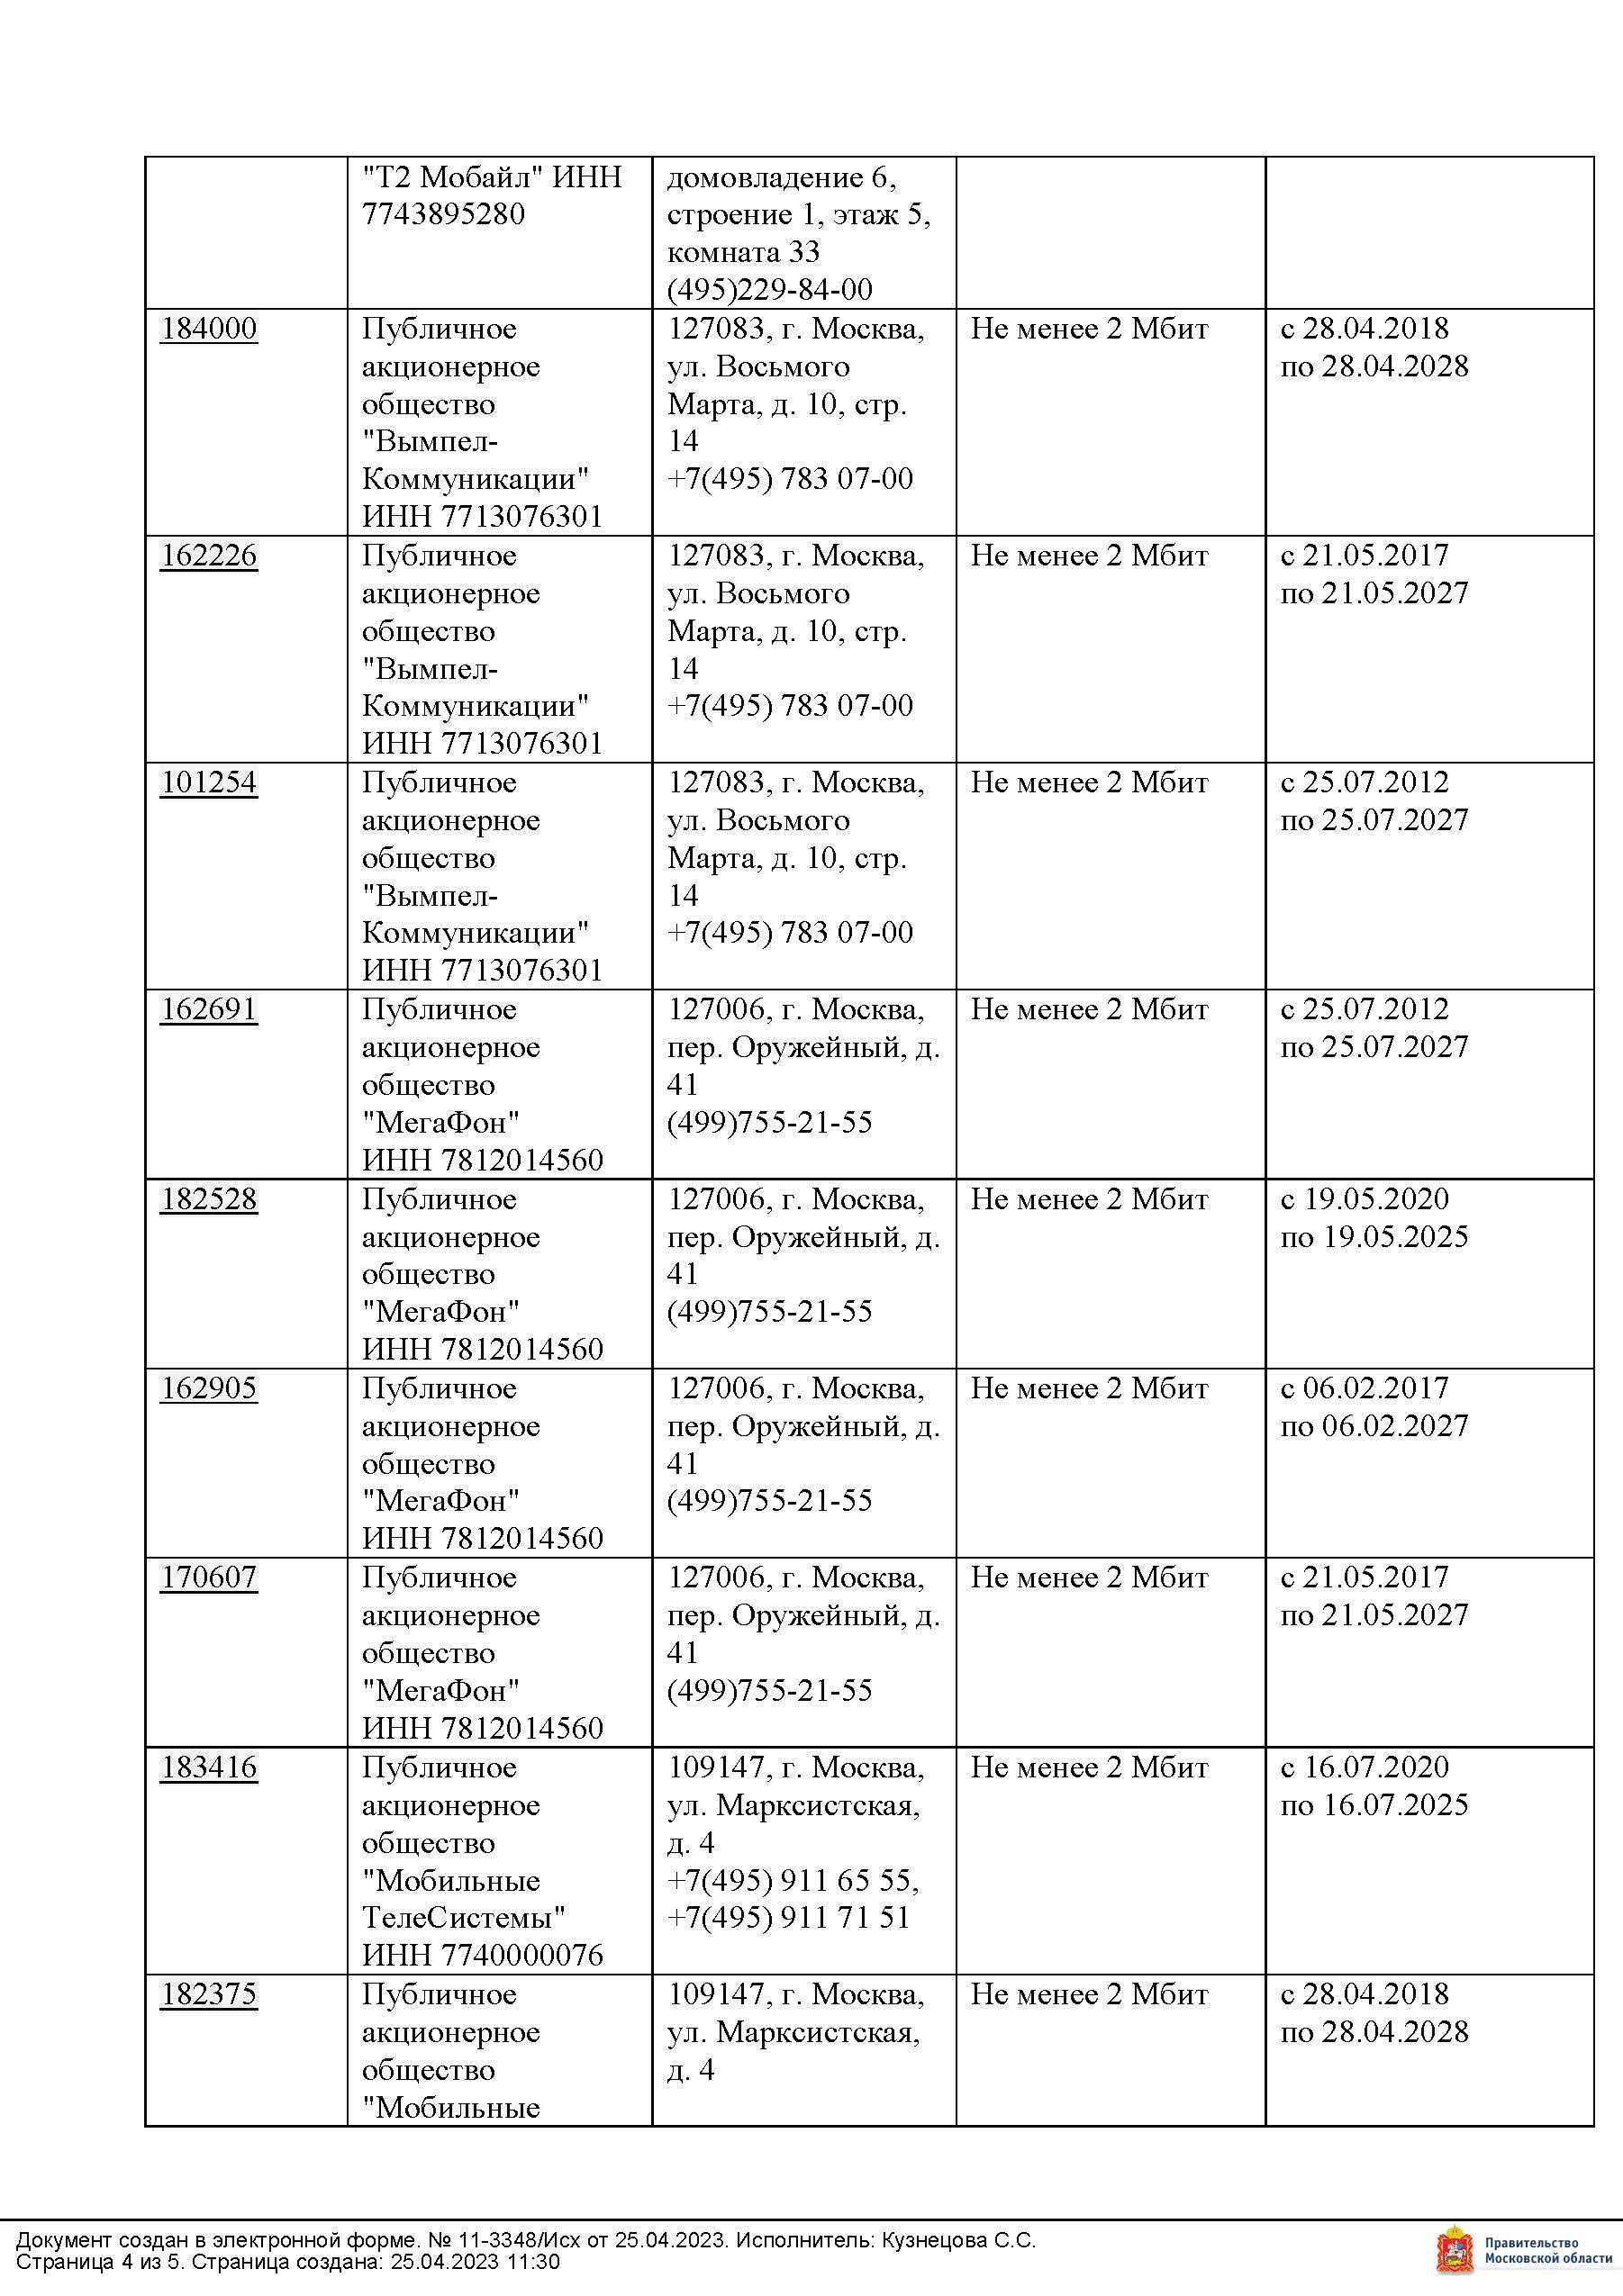 "Т2 Мобайл" ИНН
7743895280
домовладение 6,
строение 1, этаж 5,
комната 33
(495)229-84-00
184000
Публичное
акционерное
общество
"Вымпел-
Коммуникации"
ИНН 7713076301
127083, г. Москва,
ул. Восьмого
Марта, д. 10, стр.
14
+7(495) 783 07-00
Не менее 2 Мбит
с 28.04.2018
по 28.04.2028
162226
Публичное
акционерное
общество
"Вымпел-
Коммуникации"
ИНН 7713076301
127083, г. Москва,
ул. Восьмого
Марта, д. 10, стр.
14
+7(495) 783 07-00
Не менее 2 Мбит
с 21.05.2017
по 21.05.2027
101254
Публичное
акционерное
общество
"Вымпел-
Коммуникации"
ИНН 7713076301
127083, г. Москва,
ул. Восьмого
Марта, д. 10, стр.
14
+7(495) 783 07-00
Не менее 2 Мбит
с 25.07.2012
по 25.07.2027
162691
Публичное
акционерное
общество
"МегаФон"
ИНН 7812014560
127006, г. Москва,
пер. Оружейный, д.
41
(499)755-21-55
Не менее 2 Мбит
с 25.07.2012
по 25.07.2027
182528
Публичное
акционерное
общество
"МегаФон"
ИНН 7812014560
127006, г. Москва,
пер. Оружейный, д.
41
(499)755-21-55
Не менее 2 Мбит
с 19.05.2020
по 19.05.2025
162905
Публичное
акционерное
общество
"МегаФон"
ИНН 7812014560
127006, г. Москва,
пер. Оружейный, д.
41
(499)755-21-55
Не менее 2 Мбит
с 06.02.2017
по 06.02.2027
170607
Публичное
акционерное
общество
"МегаФон"
ИНН 7812014560
127006, г. Москва,
пер. Оружейный, д.
41
(499)755-21-55
Не менее 2 Мбит
с 21.05.2017
по 21.05.2027
183416
Публичное
акционерное
общество
"Мобильные
ТелеСистемы"
ИНН 7740000076
109147, г. Москва,
ул. Марксистская,
д. 4
+7(495) 911 65 55,
+7(495) 911 71 51
Не менее 2 Мбит
с 16.07.2020
по 16.07.2025
182375
Публичное
акционерное
общество
"Мобильные
109147, г. Москва,
ул. Марксистская,
д. 4
Не менее 2 Мбит
с 28.04.2018
по 28.04.2028
Документ создан в электронной форме. № 11-3348/Исх от 25.04.2023. Исполнитель: Кузнецова С.С.
Страница 4 из 5. Страница создана: 25.04.2023 11:30
Правительство
Московской области